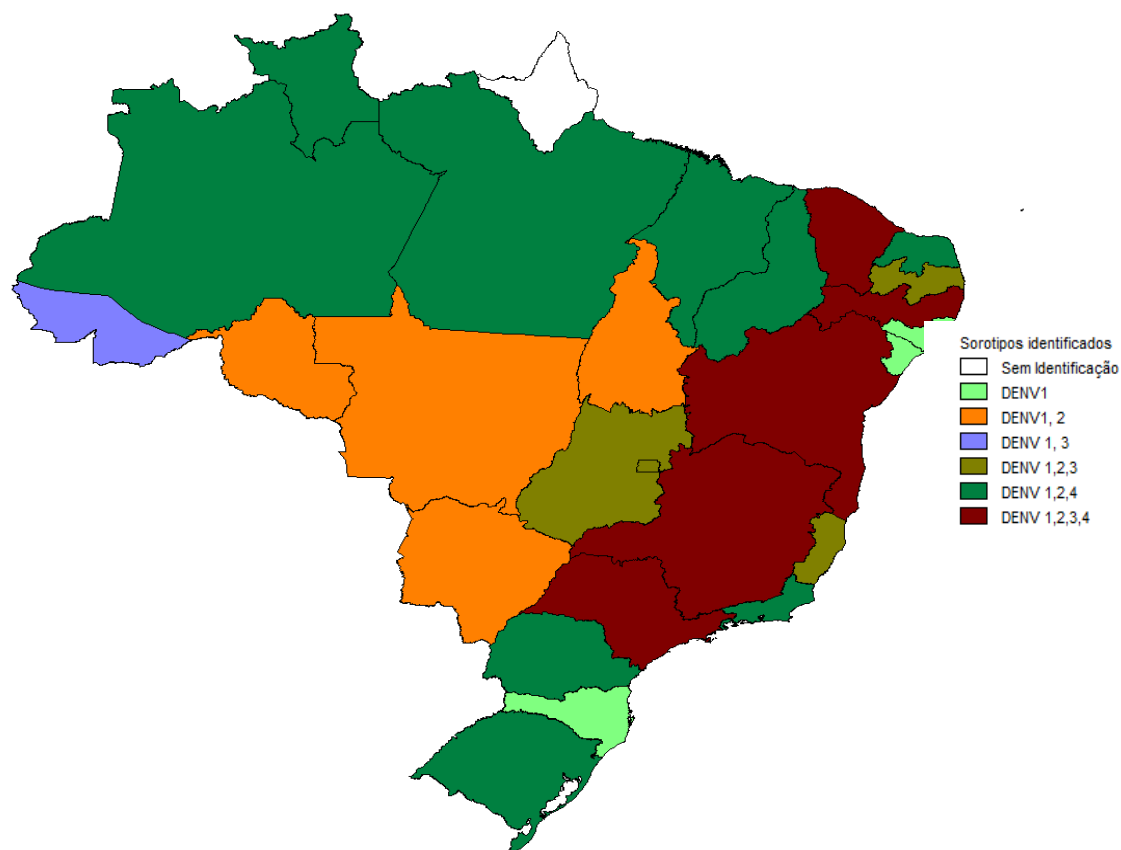 Sorotipos identificados
Sem Identificação
DENV1
DENV1, 2
DENV 1, 3
DENV 1,2,3
DENV 1,2,4
DENV 1,2,3,4